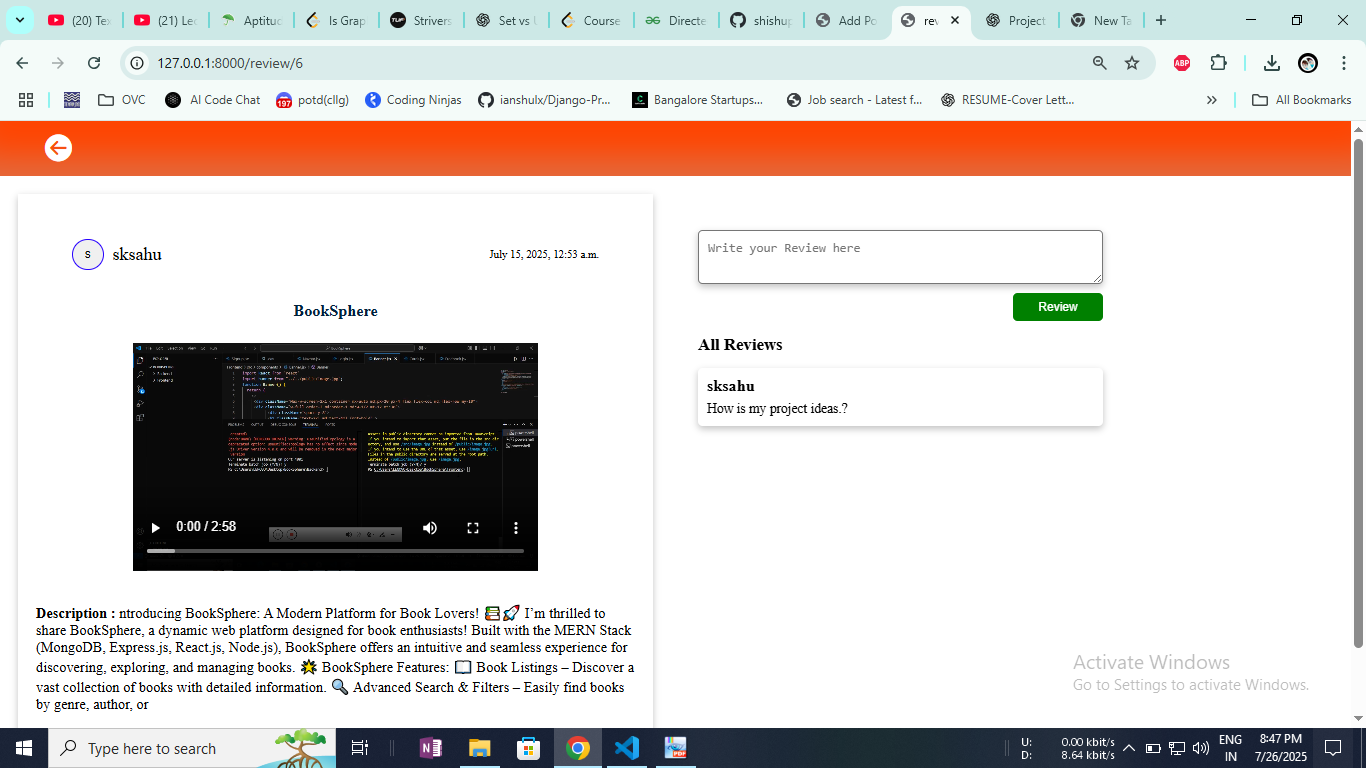 (20) Te
(21) Lec
Aptitud
Is Grap
Strivers
Set vs U
Course
Directe
shishup
Add Po
rev
Project
New Ta
127.0.0.1:8000/review/6
OVC
AI Code Chat
potd(cllg)
Coding Ninjas
ianshulx/Django-Pr...
Bangalore Startups...
Job search - Latest f...
RESUME-Cover Lett...
All Bookmarks
s
sksahu
July 15, 2025, 12:53 a.m.
BookSphere
0:00 / 2:58
Description : ntroducing BookSphere: A Modern Platform for Book Lovers! 📚🚀 I’m thrilled to
share BookSphere, a dynamic web platform designed for book enthusiasts! Built with the MERN Stack
(MongoDB, Express.js, React.js, Node.js), BookSphere offers an intuitive and seamless experience for
discovering, exploring, and managing books. 🌟 BookSphere Features: 📖 Book Listings – Discover a
vast collection of books with detailed information. 🔍 Advanced Search & Filters – Easily find books
by genre, author, or
Write your Review here
Review
All Reviews
sksahu
How is my project ideas.?
Activate Windows
Go to Settings to activate Windows.
Type here to search
U: 0.00 kbit/s
D: 8.64 kbit/s
ENG
IN
8:47 PM
7/26/2025